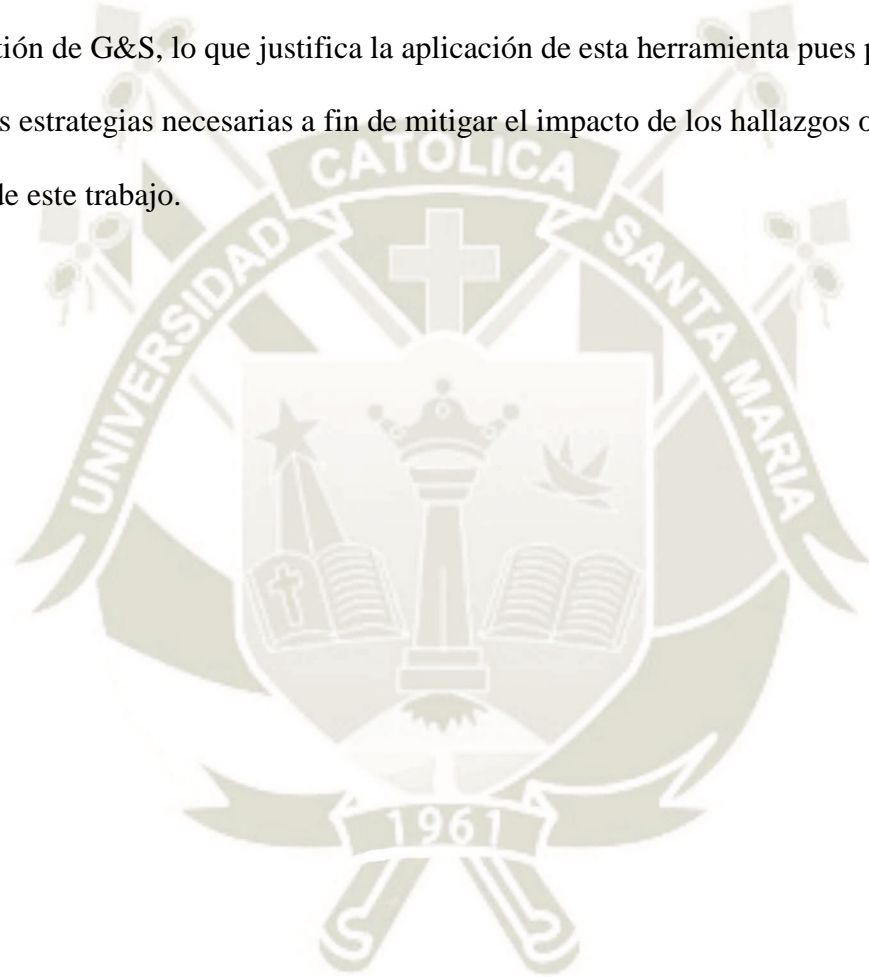 tión de G&S, lo que justifica la aplicación de esta herramienta pues
s estrategias necesarias a fin de mitigar el impacto de los hallazgos
de este trabajo.
UNIVERSIDAD CATOLICA SANTA MARIA
1961